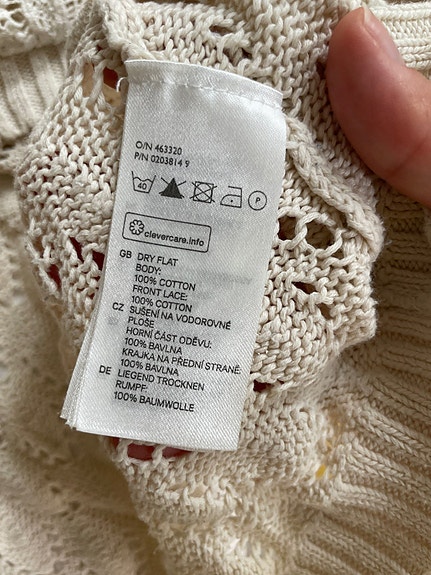 O/N 463320
P/N 0203814 9
40 P
clevercare.info
GB DRY FLAT
BODY:
100% COTTON
FRONT LACE:
100% COTTON
CZ SUŠENÍ NA VODOROVNÉ
PLOŠE
HORNÍ ČÁST ODĚVU:
100% BAVLNA
KRAJKA NA PŘEDNÍ STRANĚ:
100% BAVLNA
DE LIEGEND TROCKNEN
RUMPF:
100% BAUMWOLLE